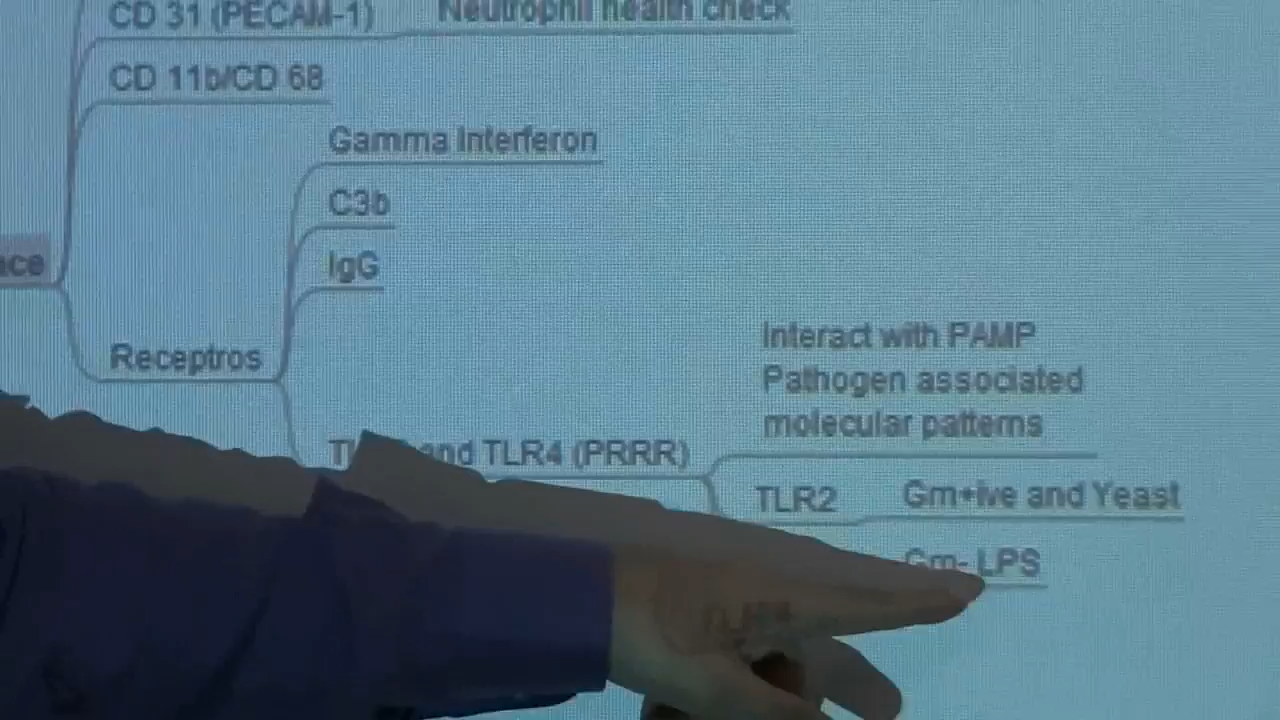 CD 31 (PECAM-1) Neutrophil health check
CD 11b/CD 68
Gamma Interferon
C3b
IgG
Receptros
Interact with PAMP
Pathogen associated
molecular patterns
and TLR4 (PRRR)
TLR2 Gm+ive and Yeast
Gm- LPS